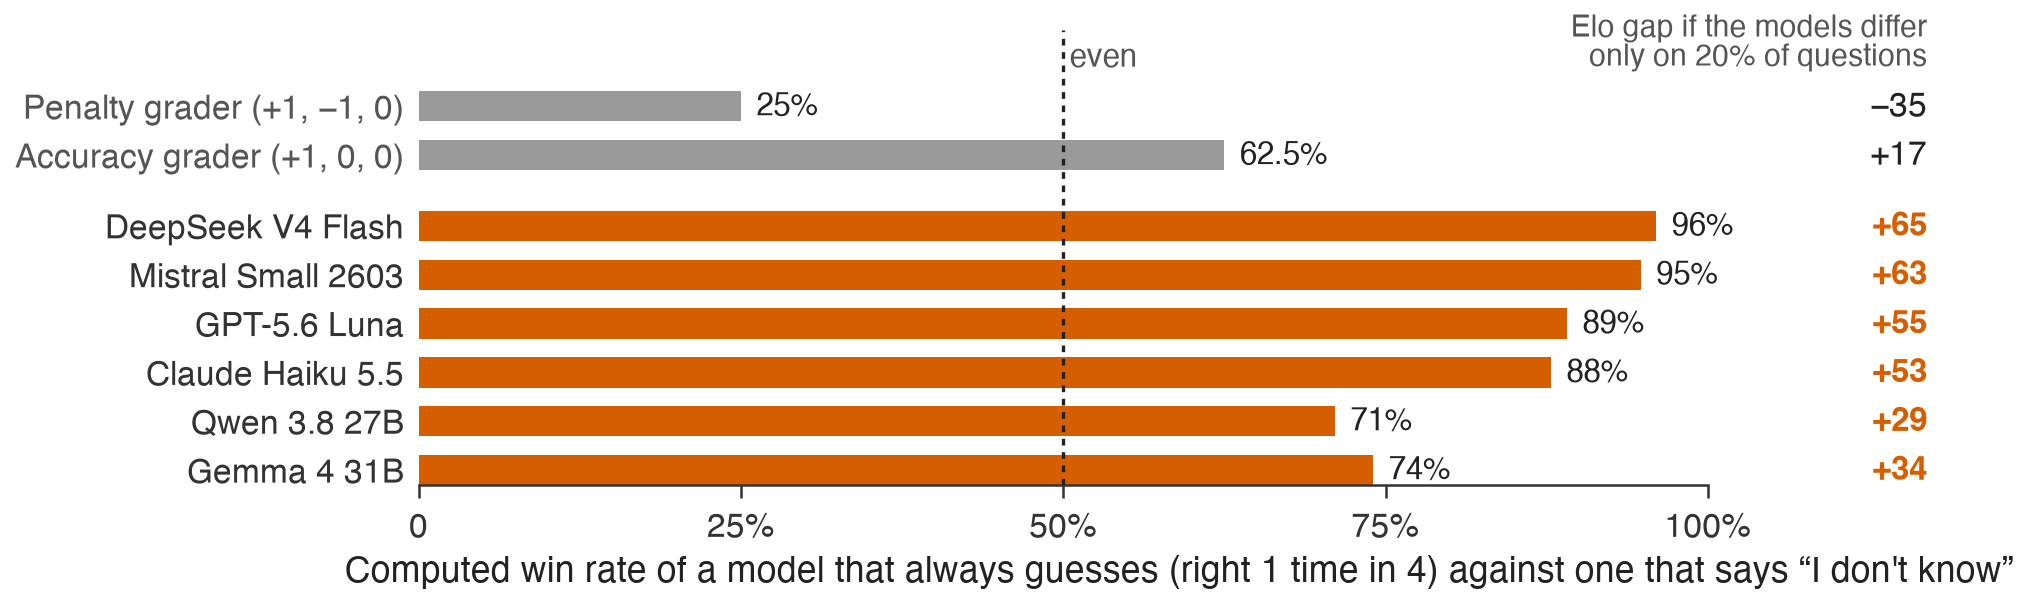 Elo gap if the models differ
only on 20% of questions
even
Penalty grader (+1, −1, 0) 25% −35
Accuracy grader (+1, 0, 0) 62.5% +17
DeepSeek V4 Flash 96% +65
Mistral Small 2603 95% +63
GPT-5.6 Luna 89% +55
Claude Haiku 5.5 88% +53
Qwen 3.8 27B 71% +29
Gemma 4 31B 74% +34
0 25% 50% 75% 100%
Computed win rate of a model that always guesses (right 1 time in 4) against one that says “I don't know”